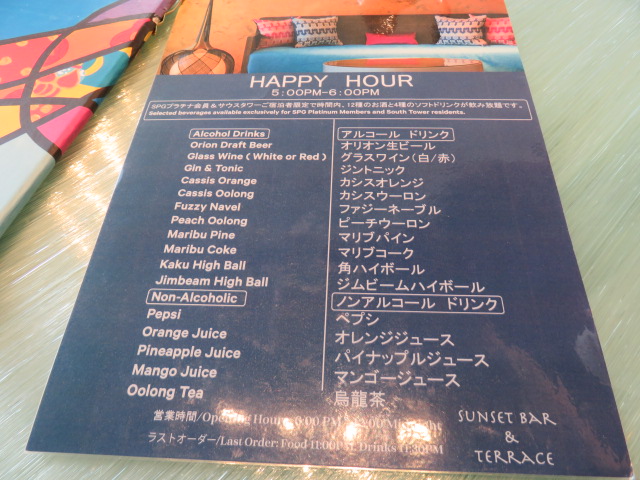 HAPPY HOUR
5:00PM-6:00PM
SPGプラチナ会員&サウスタワーご宿泊者限定で時間内、12種のお酒と4種のソフトドリンクが飲み放題です。
Selected beverages available exclusively for SPG Platinum Members and South Tower residents.
Alcohol Drinks アルコール ドリンク
Orion Draft Beer オリオン生ビール
Glass Wine ( White or Red ) グラスワイン(白/赤)
Gin & Tonic ジントニック
Cassis Orange カシスオレンジ
Cassis Oolong カシスウーロン
Fuzzy Navel ファジーネーブル
Peach Oolong ピーチウーロン
Maribu Pine マリブパイン
Maribu Coke マリブコーク
Kaku High Ball 角ハイボール
Jimbeam High Ball ジムビームハイボール
Non-Alcoholic ノンアルコール ドリンク
Pepsi ペプシ
Orange Juice オレンジジュース
Pineapple Juice パイナップルジュース
Mango Juice マンゴージュース
Oolong Tea 烏龍茶
営業時間/Opening Hour
ラストオーダー/Last Order: Food 11:00P Drinks 11:30PM
SUNSET BAR
&
TERRACE